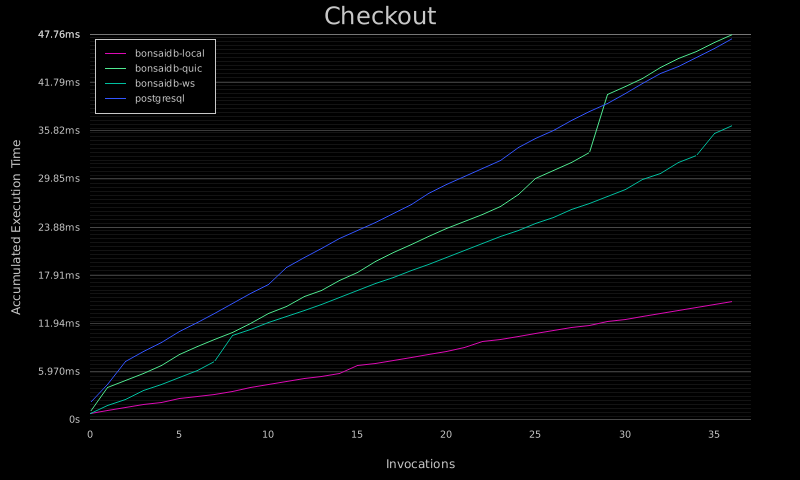 Checkout
47.76ms
41.79ms
35.82ms
29.85ms
23.88ms
17.91ms
11.94ms
5.970ms
0s
bonsaidb-local
bonsaidb-quic
bonsaidb-ws
postgresql
Accumulated Execution Time
0 5 10 15 20 25 30 35
Invocations